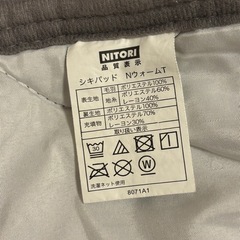 NITORI
品質表示
シキパッド NウォームT
表生地 毛羽 ポリエステル100%
地糸 ポリエステル60%
レーヨン40%
裏生地 ポリエステル100%
充填物 ポリエステル70%
レーヨン30%
取り扱い表示
30
洗濯ネット使用
8071A1